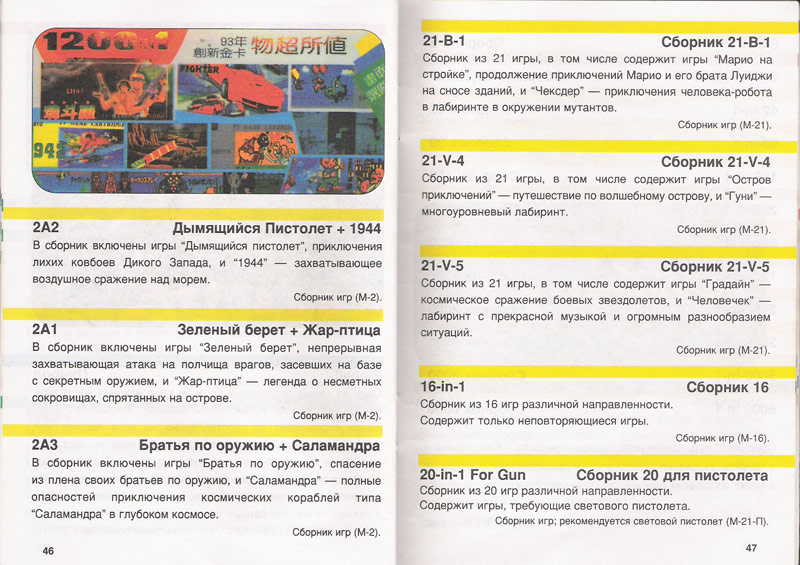 1200 IN 1
93年
創新金卡
物超所値
FIGHTER
1942
2A2 Дымящийся Пистолет + 1944
В сборник включены игры “Дымящийся пистолет”, приключения
лихих ковбоев Дикого Запада, и “1944” — захватывающее
воздушное сражение над морем.
Сборник игр (М-2).
2A1 Зеленый берет + Жар-птица
В сборник включены игры “Зеленый берет”, непрерывная
захватывающая атака на полчища врагов, засевших на базе
с секретным оружием, и “Жар-птица” — легенда о несметных
сокровищах, спрятанных на острове.
Сборник игр (М-2).
2A3 Братья по оружию + Саламандра
В сборник включены игры “Братья по оружию”, спасение
из плена своих братьев по оружию, и “Саламандра” — полные
опасностей приключения космических кораблей типа
“Саламандра” в глубоком космосе.
Сборник игр (М-2).
46
21-B-1 Сборник 21-B-1
Сборник из 21 игры, в том числе содержит игры “Марио на
стройке”, продолжение приключений Марио и его брата Луиджи
на сносе зданий, и “Чексдер” — приключения человека-робота
в лабиринте в окружении мутантов.
Сборник игр (М-21).
21-V-4 Сборник 21-V-4
Сборник из 21 игры, в том числе содержит игры “Остров
приключений” — путешествие по волшебному острову, и “Гуни” —
многоуровневый лабиринт.
Сборник игр (М-21).
21-V-5 Сборник 21-V-5
Сборник из 21 игры, в том числе содержит игры “Градайн” —
космическое сражение боевых звездолетов, и “Человечек” —
лабиринт с прекрасной музыкой и огромным разнообразием
ситуаций.
Сборник игр (М-21).
16-in-1 Сборник 16
Сборник из 16 игр различной направленности.
Содержит только неповторяющиеся игры.
Сборник игр (М-16).
20-in-1 For Gun Сборник 20 для пистолета
Сборник из 20 игр различной направленности.
Содержит игры, требующие светового пистолета.
Сборник игр; рекомендуется световой пистолет (М-21-П).
47